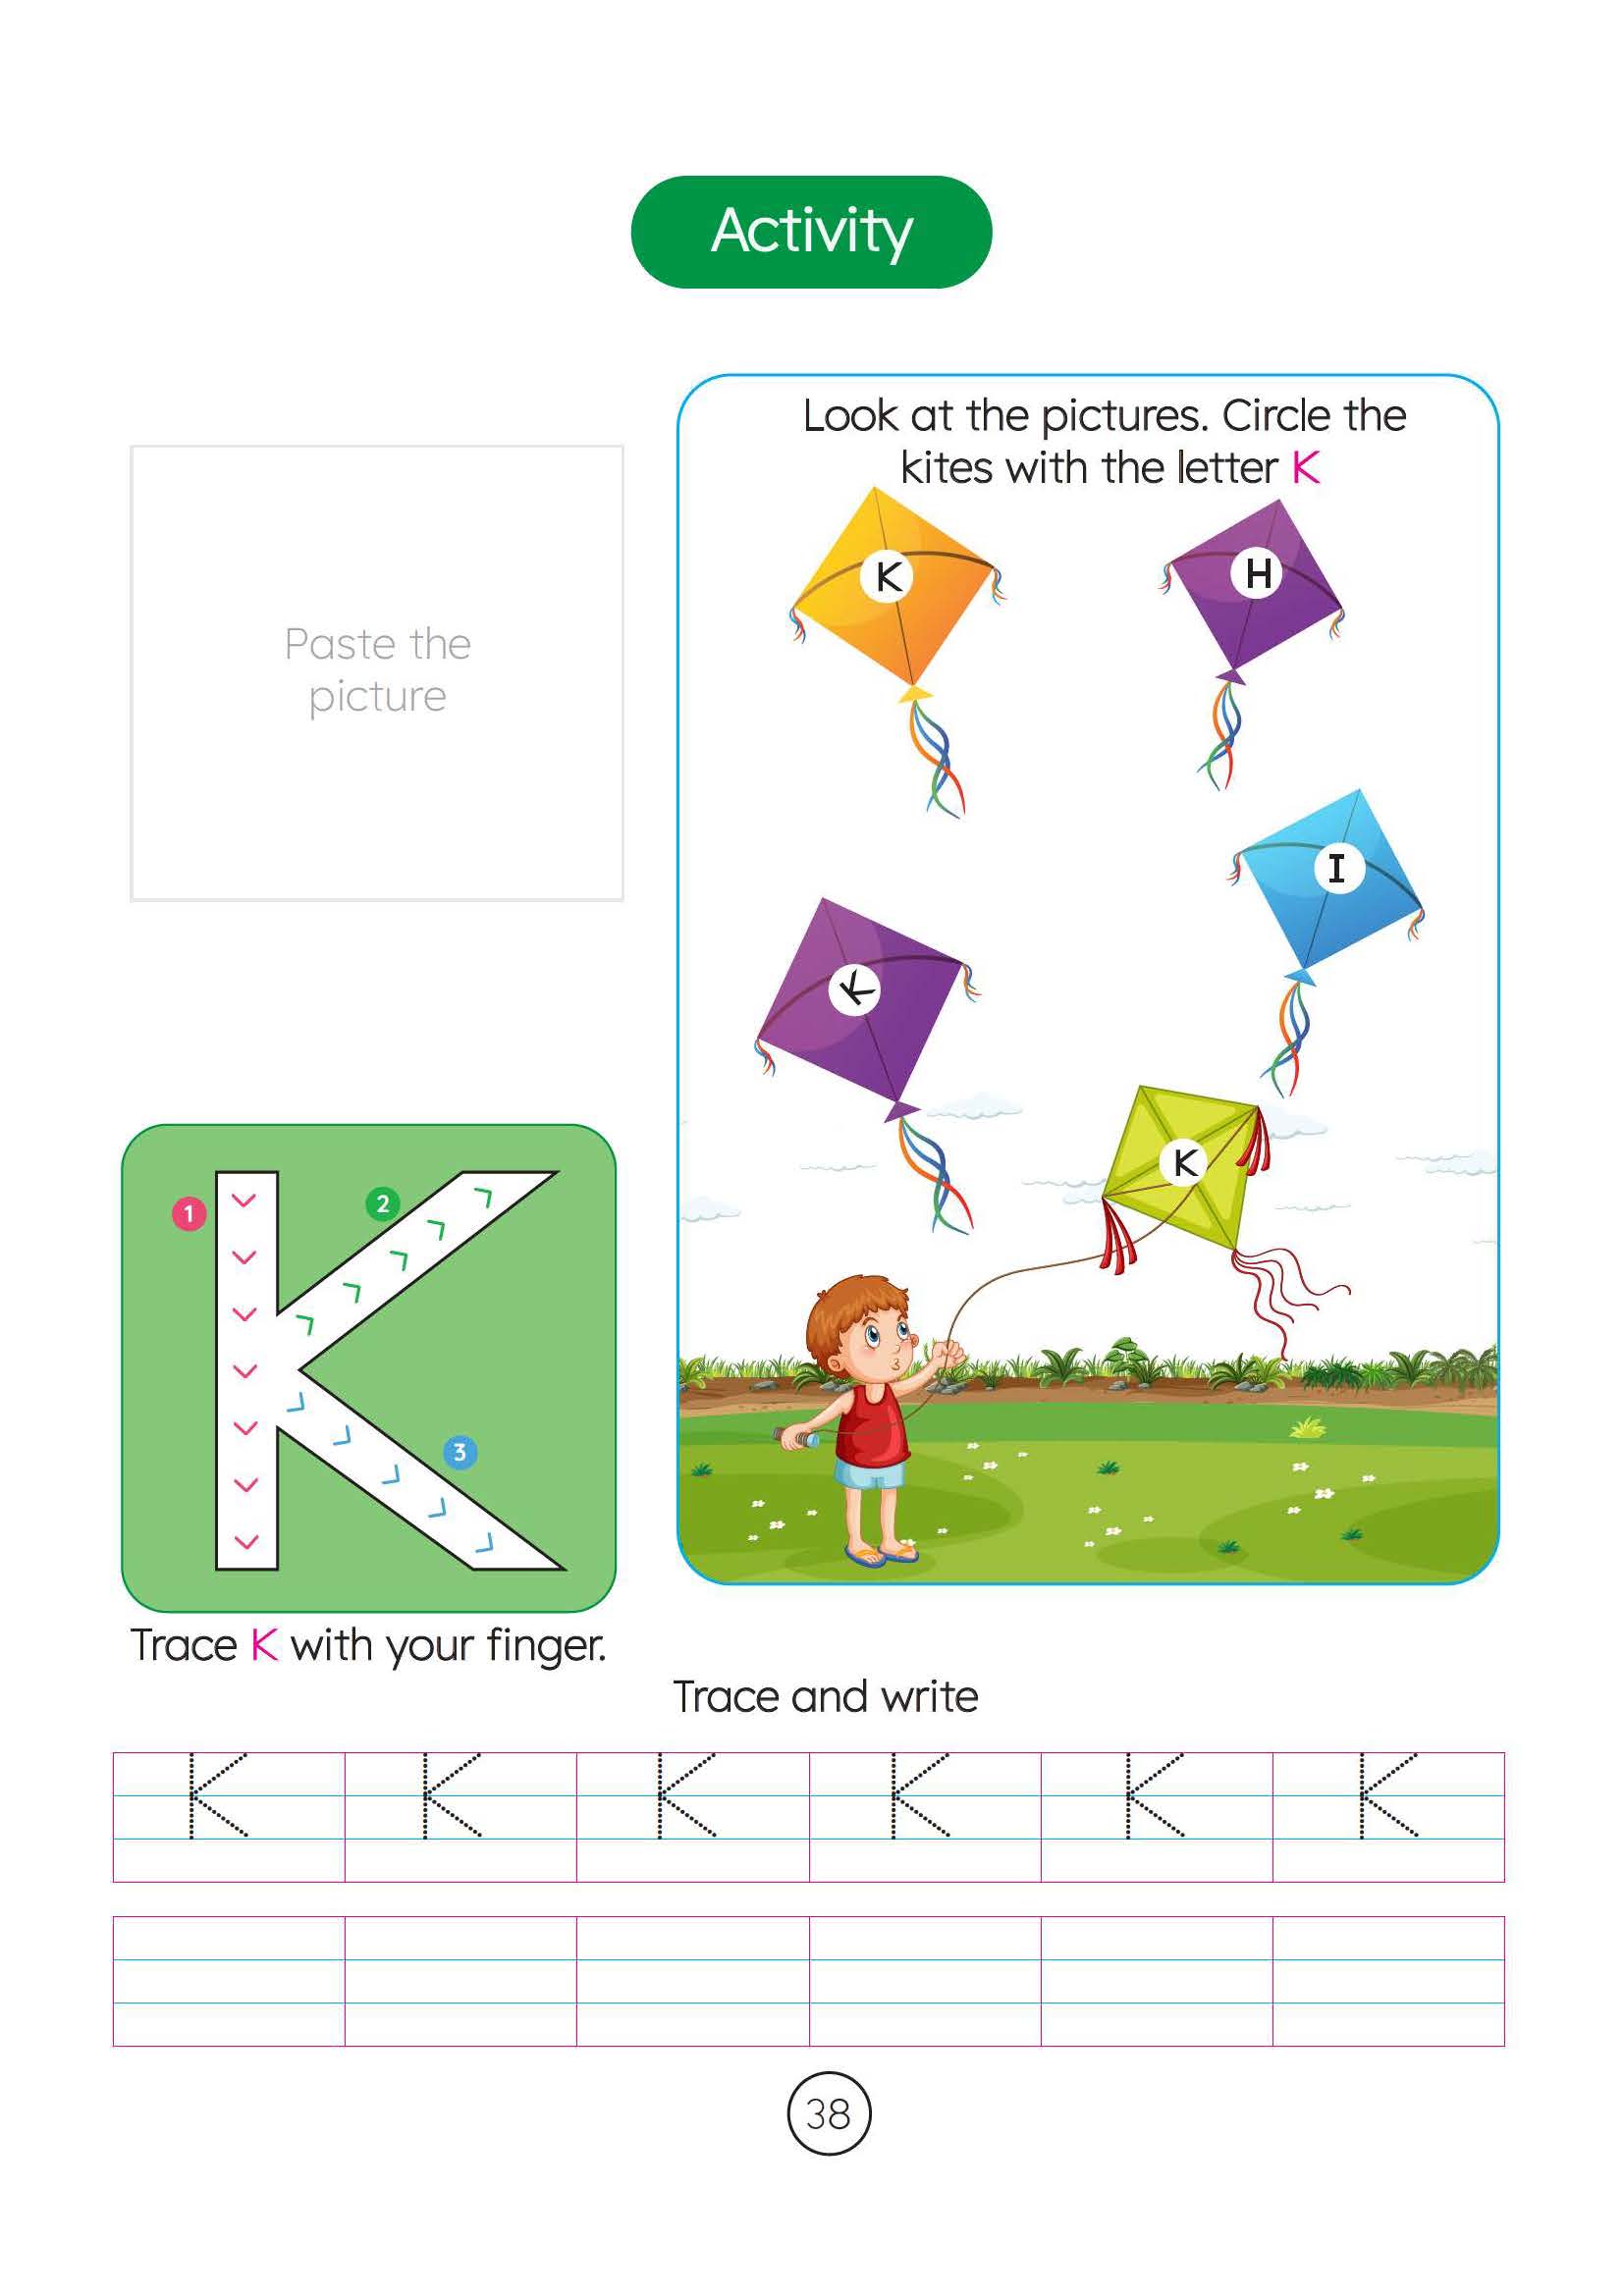 Activity
Paste the
picture
Look at the pictures. Circle the
kites with the letter K
K
H
I
K
K
1
2
3
Trace K with your finger.
Trace and write
K K K K K K
38